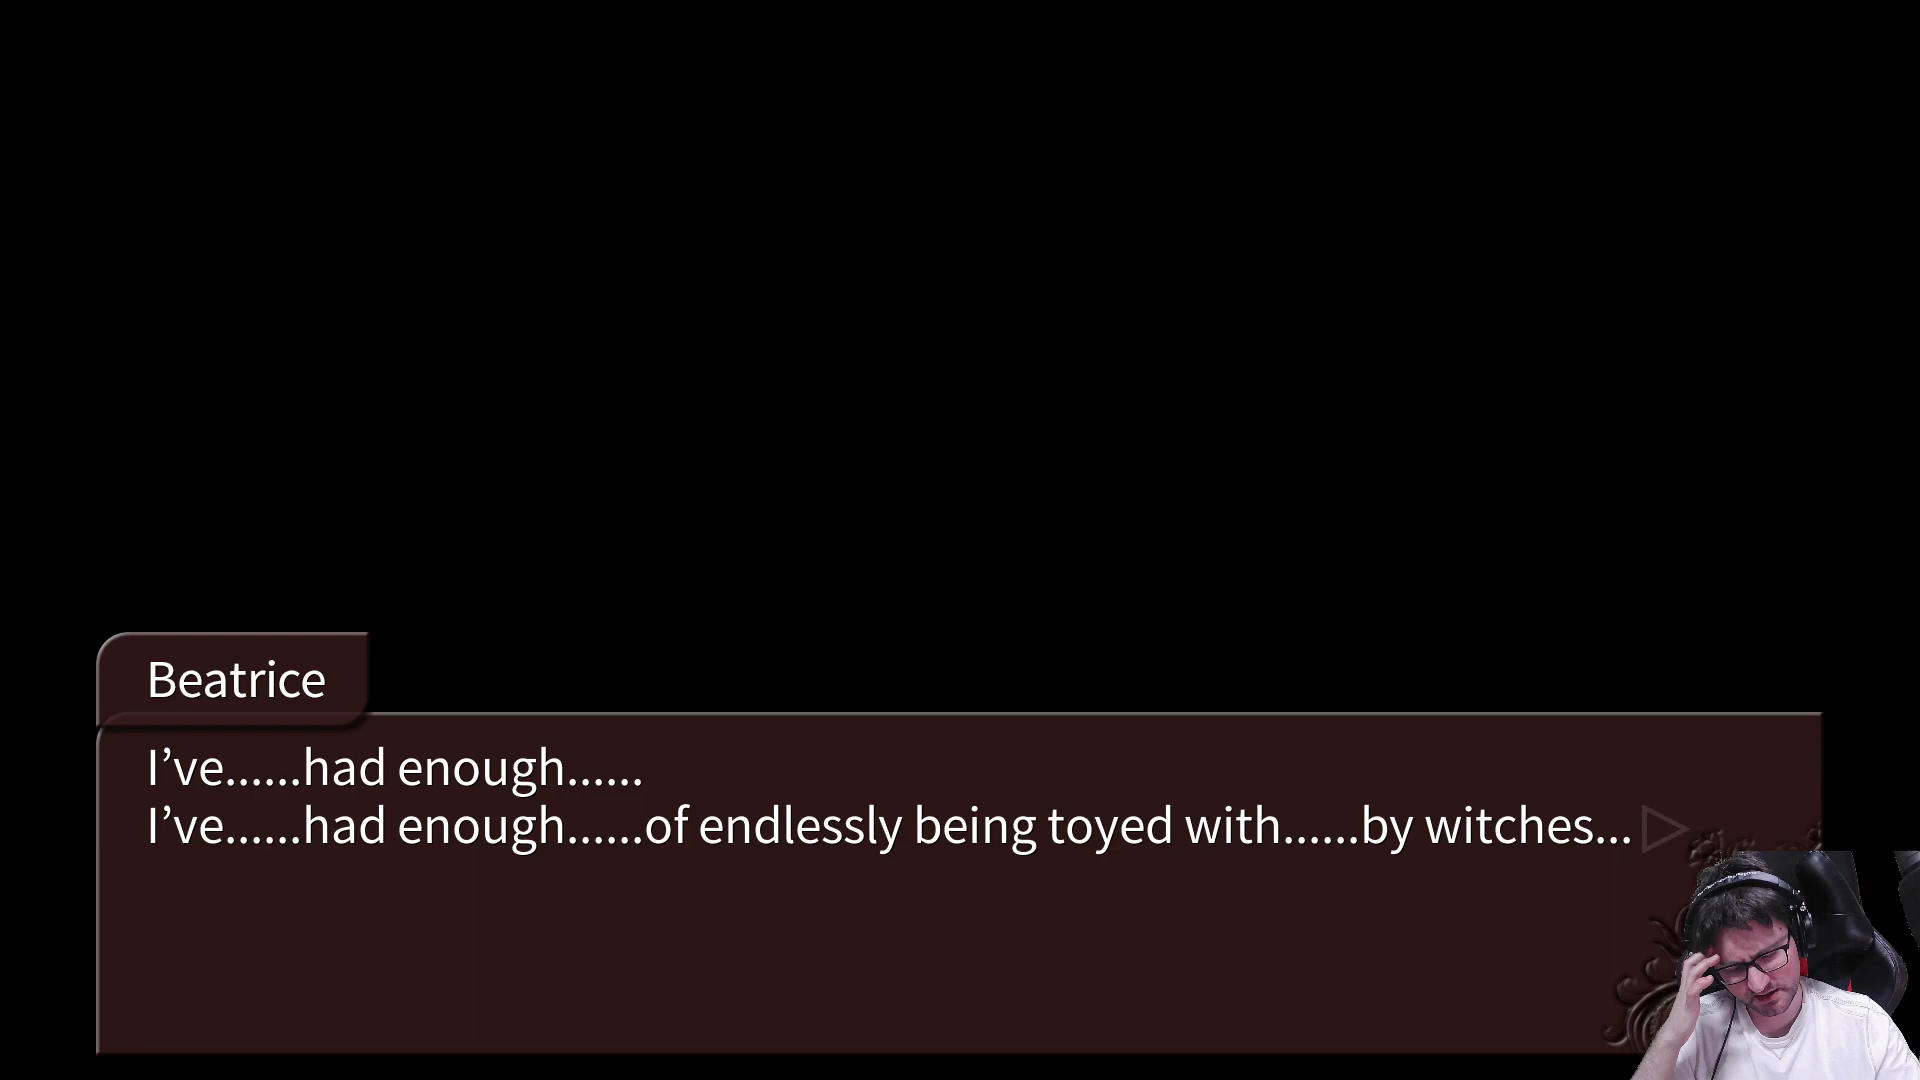 Beatrice
I’ve......had enough......
I’ve......had enough......of endlessly being toyed with......by witches...